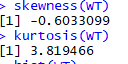 > skewness(WT)
[1] -0.6033099
> kurtosis(WT)
[1] 3.819466